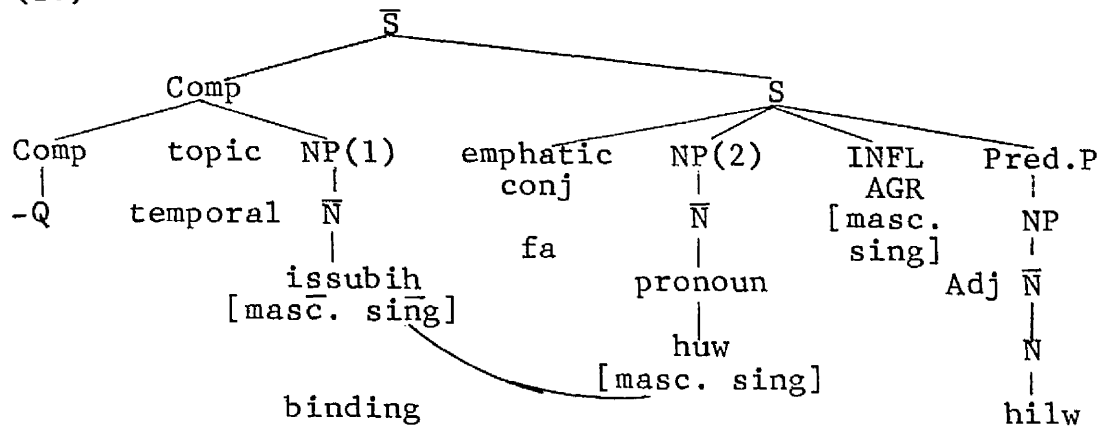 S̅
Comp S
Comp topic NP(1) emphatic NP(2) INFL Pred.P
conj AGR
-Q temporal N̅ N̅ [masc. NP
fa sing]
issubih pronoun Adj N̅
[masc. sing]
huw N
[masc. sing]
binding hilw